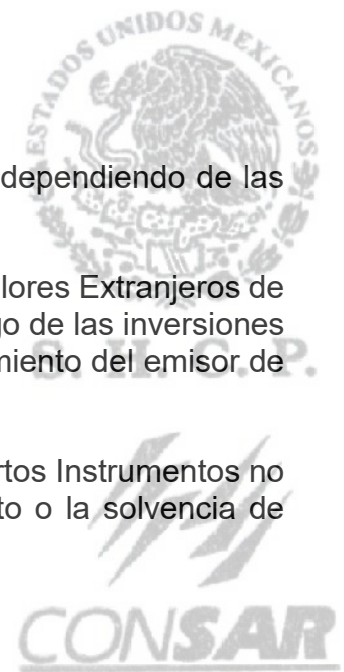 ESTADOS UNIDOS MEXICANOS
dependiendo de las
lores Extranjeros de
go de las inversiones
miento del emisor de
S. H. C. P.
rtos Instrumentos no
to o la solvencia de
CONSAR